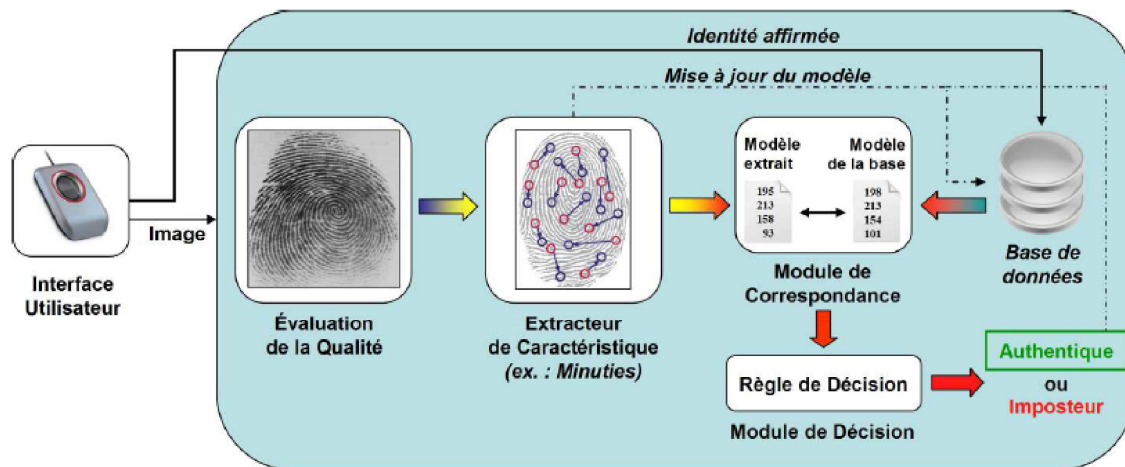 Identité affirmée
Mise à jour du modèle
Image
Interface
Utilisateur
Évaluation
de la Qualité
Extracteur
de Caractéristique
(ex. : Minuties)
Modèle
extrait
195
213
158
93
Modèle
de la base
198
213
154
101
Module de
Correspondance
Base de
données
Règle de Décision
Module de Décision
Authentique
ou
Imposteur